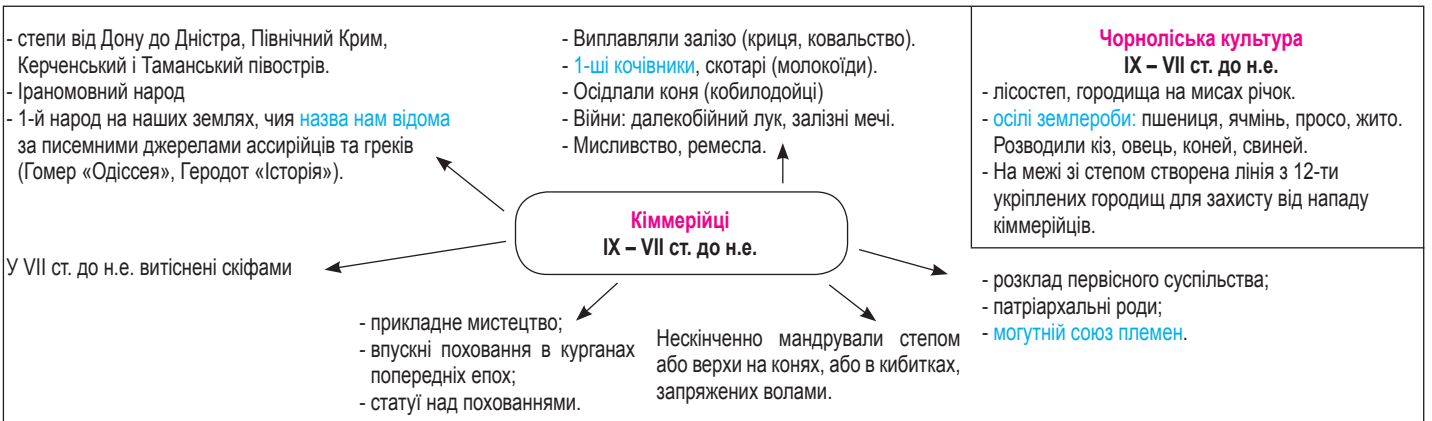 - степи від Дону до Дністра, Північний Крим,
Керченський і Таманський півострів.
- Іраномовний народ
- 1-й народ на наших землях, чия назва нам відома
за писемними джерелами ассирійців та греків
(Гомер «Одіссея», Геродот «Історія»).
- Виплавляли залізо (криця, ковальство).
- 1-ші кочівники, скотарі (молокоїди).
- Осідлали коня (кобилодойці)
- Війни: далекобійний лук, залізні мечі.
- Мисливство, ремесла.
Чорноліська культура
IX – VII ст. до н.е.
- лісостеп, городища на мисах річок.
- осілі землероби: пшениця, ячмінь, просо, жито.
Розводили кіз, овець, коней, свиней.
- На межі зі степом створена лінія з 12-ти
укріплених городищ для захисту від нападу
кіммерійців.
Кіммерійці
IX – VII ст. до н.е.
У VII ст. до н.е. витіснені скіфами
- прикладне мистецтво;
- впускні поховання в курганах
попередніх епох;
- статуї над похованнями.
Нескінченно мандрували степом
або верхи на конях, або в кибитках,
запряжених волами.
- розклад первісного суспільства;
- патріархальні роди;
- могутній союз племен.